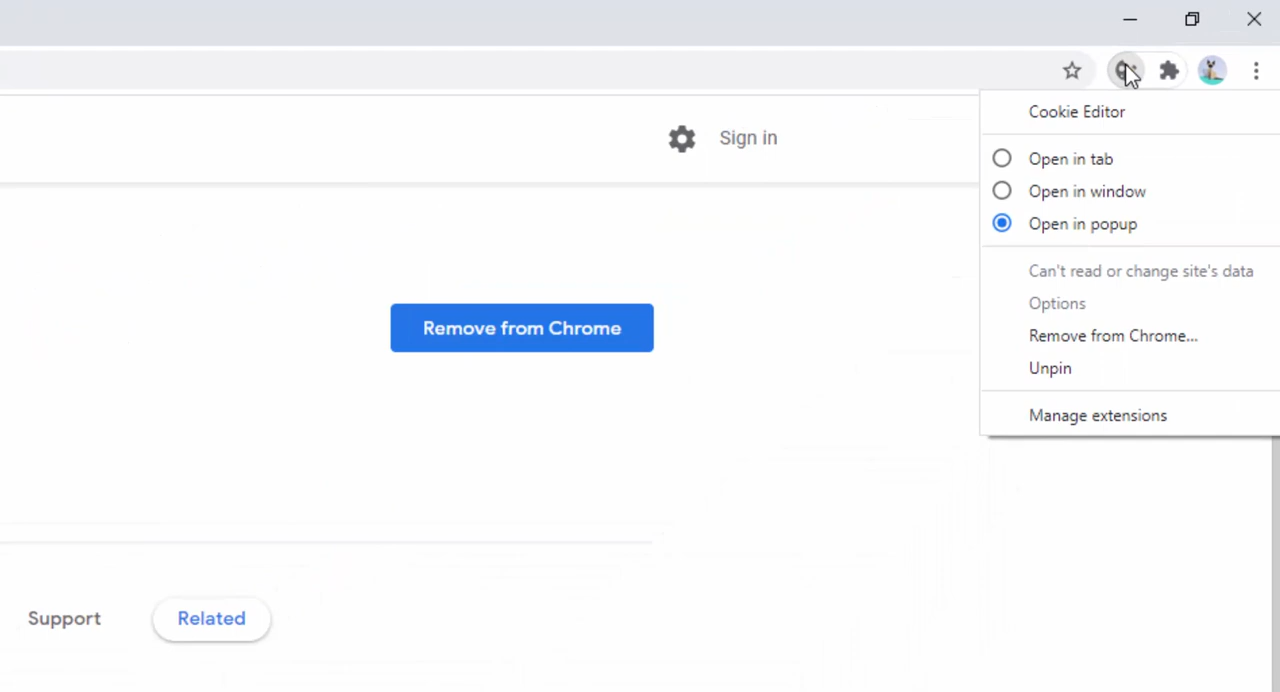 Sign in
Cookie Editor
Open in tab
Open in window
Open in popup
Can't read or change site's data
Options
Remove from Chrome...
Unpin
Manage extensions
Remove from Chrome
Support
Related